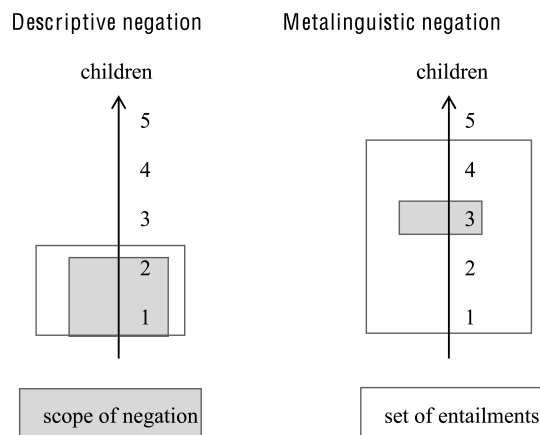 Descriptive negation
Metalinguistic negation
children
children
5
4
3
2
1
5
4
3
2
1
scope of negation
set of entailments